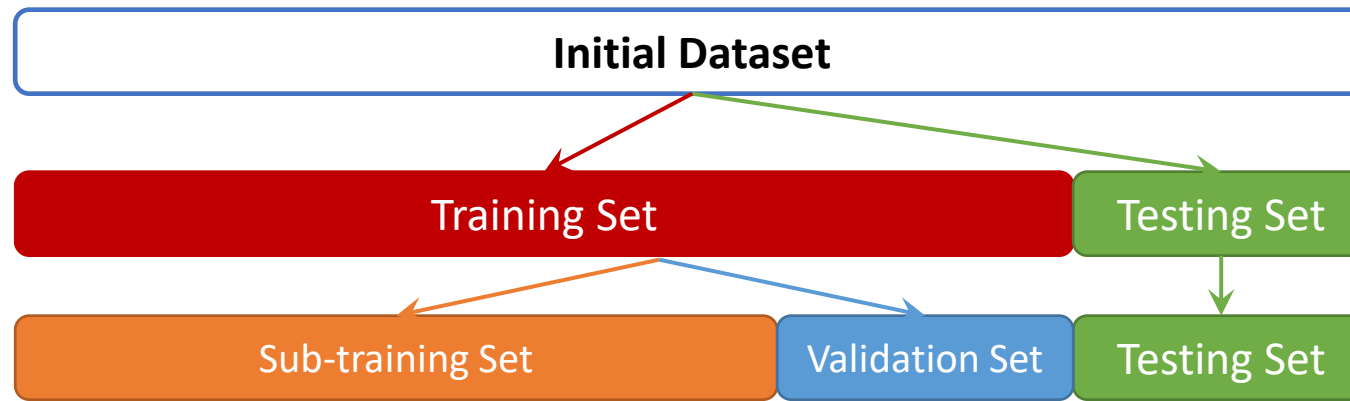 Initial Dataset
Training Set
Testing Set
Sub-training Set
Validation Set
Testing Set